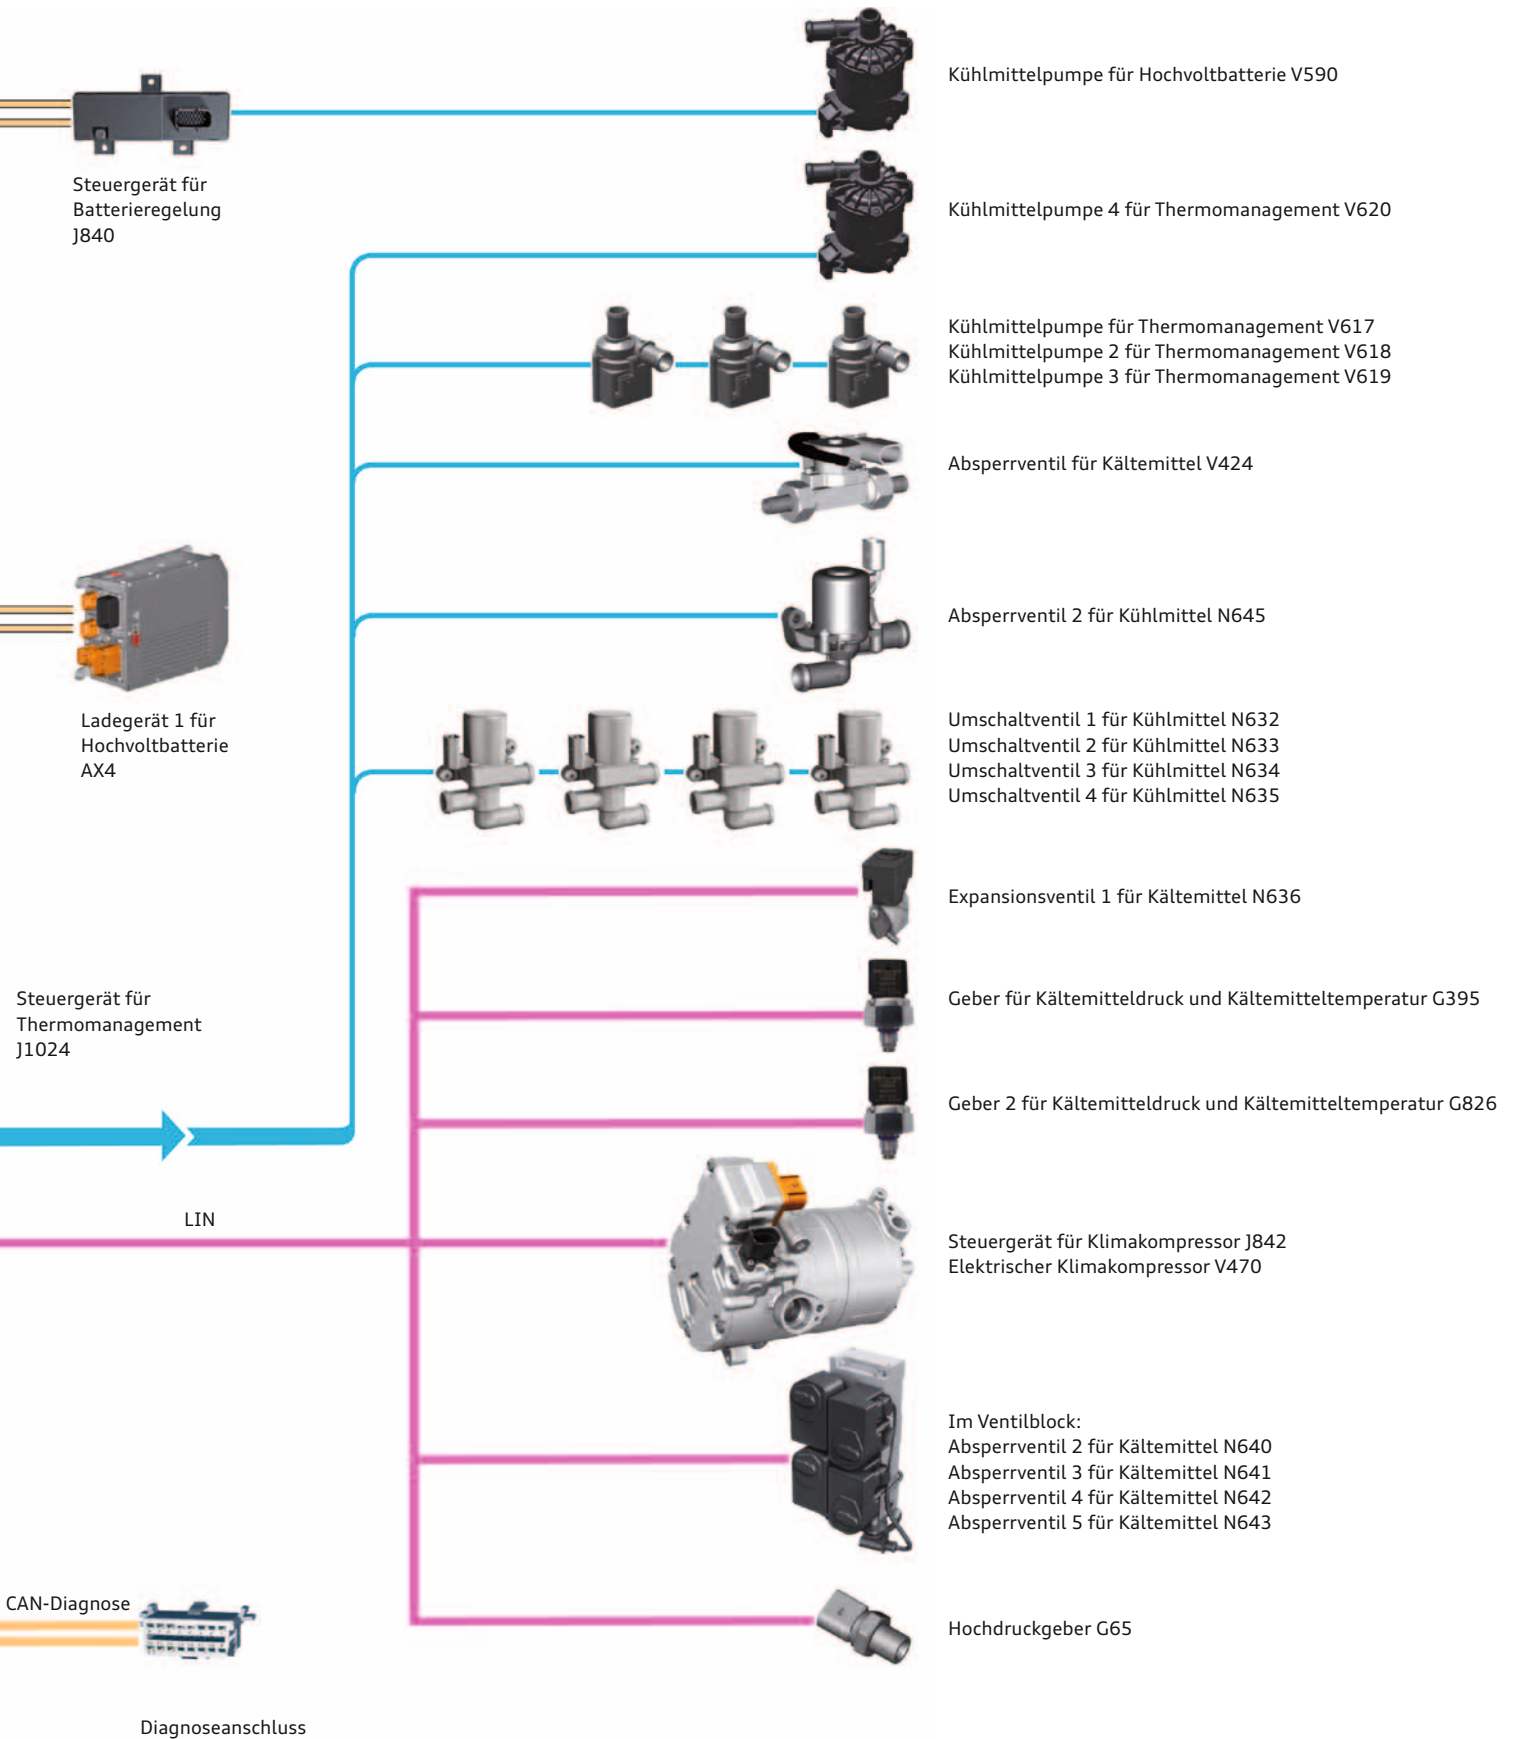 Kühlmittelpumpe für Hochvoltbatterie V590
Steuergerät für
Batterieregelung
J840
Kühlmittelpumpe 4 für Thermomanagement V620
Kühlmittelpumpe für Thermomanagement V617
Kühlmittelpumpe 2 für Thermomanagement V618
Kühlmittelpumpe 3 für Thermomanagement V619
Absperrventil für Kältemittel V424
Absperrventil 2 für Kühlmittel N645
Ladegerät 1 für
Hochvoltbatterie
AX4
Umschaltventil 1 für Kühlmittel N632
Umschaltventil 2 für Kühlmittel N633
Umschaltventil 3 für Kühlmittel N634
Umschaltventil 4 für Kühlmittel N635
Expansionsventil 1 für Kältemittel N636
Steuergerät für
Thermomanagement
J1024
Geber für Kältemitteldruck und Kältemitteltemperatur G395
Geber 2 für Kältemitteldruck und Kältemitteltemperatur G826
LIN
Steuergerät für Klimakompressor J842
Elektrischer Klimakompressor V470
Im Ventilblock:
Absperrventil 2 für Kältemittel N640
Absperrventil 3 für Kältemittel N641
Absperrventil 4 für Kältemittel N642
Absperrventil 5 für Kältemittel N643
CAN-Diagnose
Hochdruckgeber G65
Diagnoseanschluss